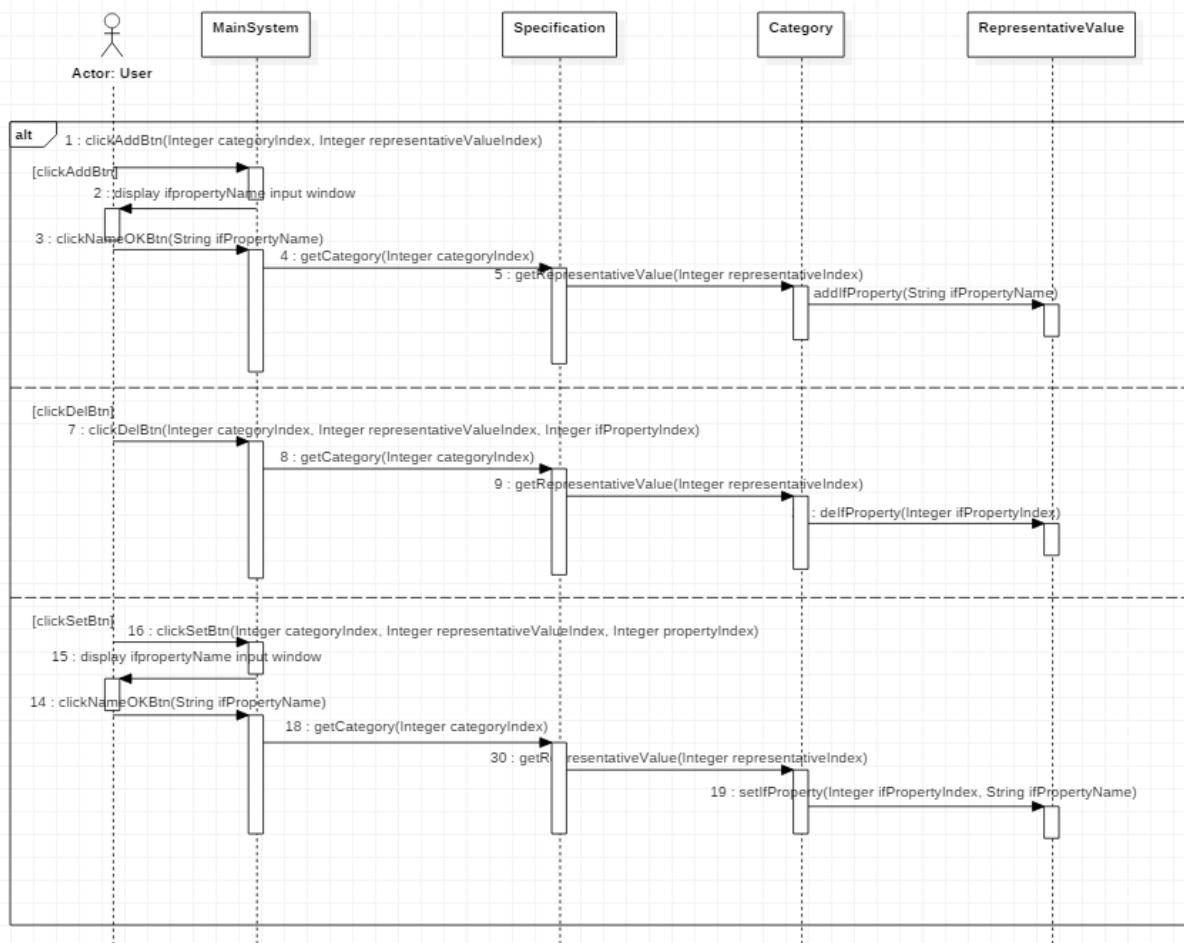 MainSystem
Specification
Category
RepresentativeValue
Actor: User
alt
1 : clickAddBtn(Integer categoryIndex, Integer representativeValueIndex)
[clickAddBtn]
2 : display ifpropertyName input window
3 : clickNameOKBtn(String ifPropertyName)
4 : getCategory(Integer categoryIndex)
5 : getRepresentativeValue(Integer representativeIndex)
addIfProperty(String ifPropertyName)
[clickDelBtn]
7 : clickDelBtn(Integer categoryIndex, Integer representativeValueIndex, Integer ifPropertyIndex)
8 : getCategory(Integer categoryIndex)
9 : getRepresentativeValue(Integer representativeIndex)
: delfProperty(Integer ifPropertyIndex)
[clickSetBtn]
16 : clickSetBtn(Integer categoryIndex, Integer representativeValueIndex, Integer propertyIndex)
15 : display ifpropertyName input window
14 : clickNameOKBtn(String ifPropertyName)
18 : getCategory(Integer categoryIndex)
30 : getRepresentativeValue(Integer representativeIndex)
19 : setIfProperty(Integer ifPropertyIndex, String ifPropertyName)